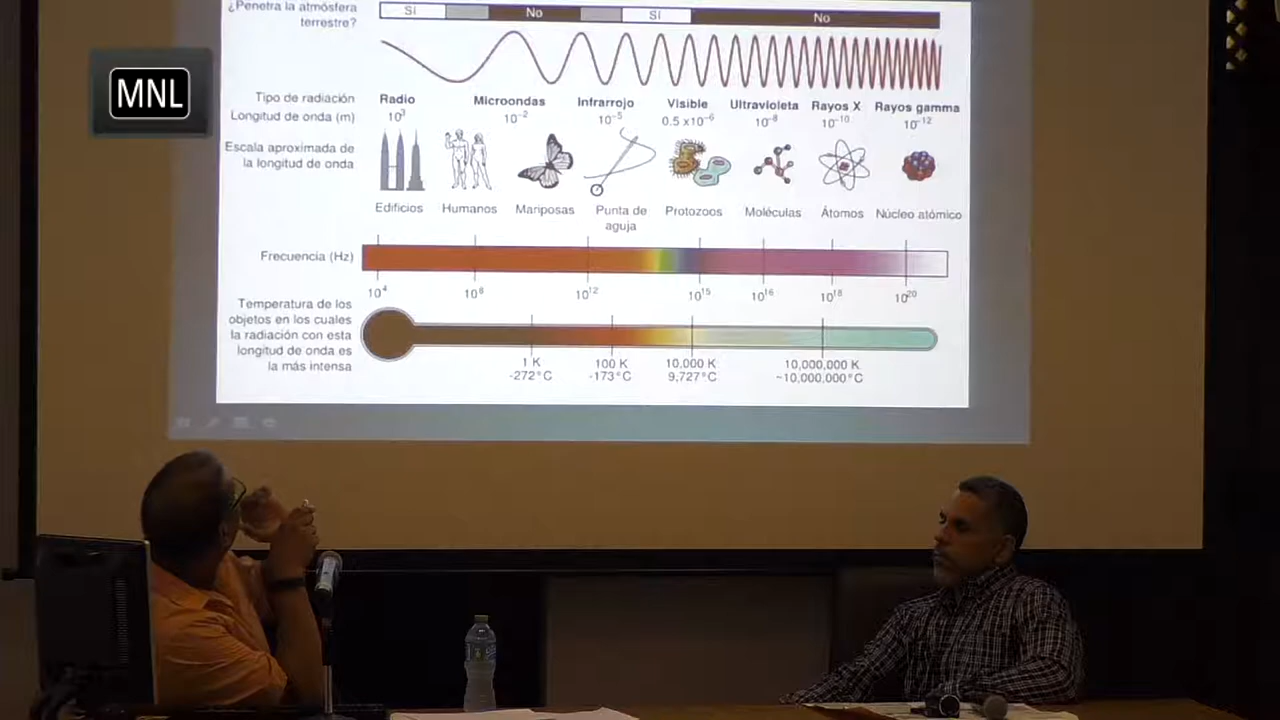 ¿Penetra la atmósfera
terrestre?
Sí
No
Sí
No
MNL
Tipo de radiación
Radio
Microondas
Infrarrojo
Visible
Ultravioleta
Rayos X
Rayos gamma
Longitud de onda (m)
10³
10⁻²
10⁻⁵
0.5 x10⁻⁶
10⁻⁸
10⁻¹⁰
10⁻¹²
Escala aproximada de
la longitud de onda
Edificios
Humanos
Mariposas
Punta de
aguja
Protozoos
Moléculas
Átomos
Núcleo atómico
Frecuencia (Hz)
10⁴
10⁸
10¹²
10¹⁵
10¹⁶
10¹⁸
10²⁰
Temperatura de los
objetos en los cuales
la radiación con esta
longitud de onda es
la más intensa
1 K
-272°C
100 K
-173°C
10,000 K
9,727°C
10,000,000 K
~10,000,000°C